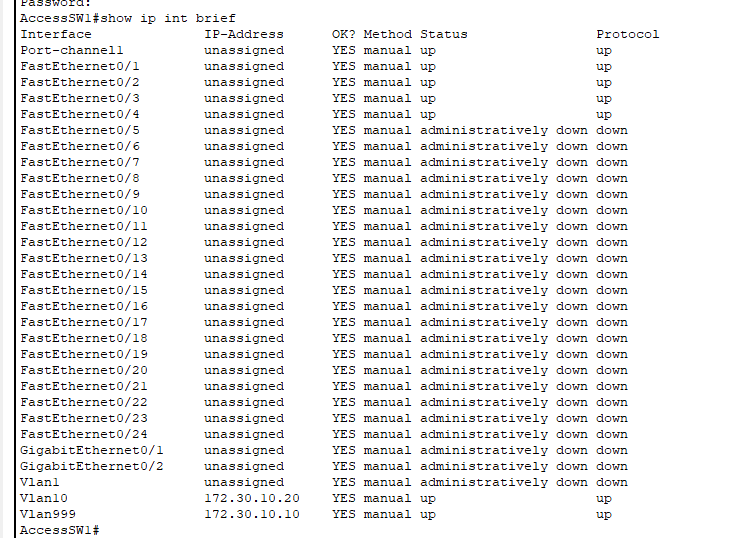 Password:
AccessSW1#show ip int brief
Interface IP-Address OK? Method Status Protocol
Port-channel1 unassigned YES manual up up
FastEthernet0/1 unassigned YES manual up up
FastEthernet0/2 unassigned YES manual up up
FastEthernet0/3 unassigned YES manual up up
FastEthernet0/4 unassigned YES manual up up
FastEthernet0/5 unassigned YES manual administratively down down
FastEthernet0/6 unassigned YES manual administratively down down
FastEthernet0/7 unassigned YES manual administratively down down
FastEthernet0/8 unassigned YES manual administratively down down
FastEthernet0/9 unassigned YES manual administratively down down
FastEthernet0/10 unassigned YES manual administratively down down
FastEthernet0/11 unassigned YES manual administratively down down
FastEthernet0/12 unassigned YES manual administratively down down
FastEthernet0/13 unassigned YES manual administratively down down
FastEthernet0/14 unassigned YES manual administratively down down
FastEthernet0/15 unassigned YES manual administratively down down
FastEthernet0/16 unassigned YES manual administratively down down
FastEthernet0/17 unassigned YES manual administratively down down
FastEthernet0/18 unassigned YES manual administratively down down
FastEthernet0/19 unassigned YES manual administratively down down
FastEthernet0/20 unassigned YES manual administratively down down
FastEthernet0/21 unassigned YES manual administratively down down
FastEthernet0/22 unassigned YES manual administratively down down
FastEthernet0/23 unassigned YES manual administratively down down
FastEthernet0/24 unassigned YES manual administratively down down
GigabitEthernet0/1 unassigned YES manual administratively down down
GigabitEthernet0/2 unassigned YES manual administratively down down
Vlan1 unassigned YES manual administratively down down
Vlan10 172.30.10.20 YES manual up up
Vlan999 172.30.10.10 YES manual up up
AccessSW1#